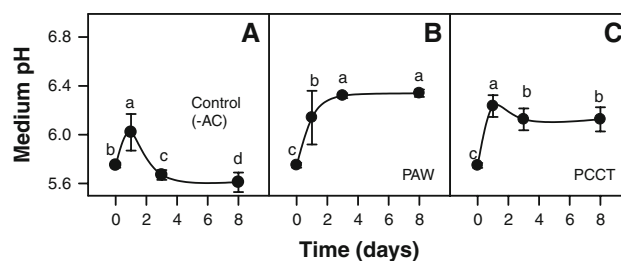 A
B
C
Medium pH
6.8
6.4
6.0
5.6
Control
(-AC)
b
a
c
d
c
b
a
a
PAW
c
a
b
b
PCCT
0 2 4 6 8
0 2 4 6 8
0 2 4 6 8
Time (days)